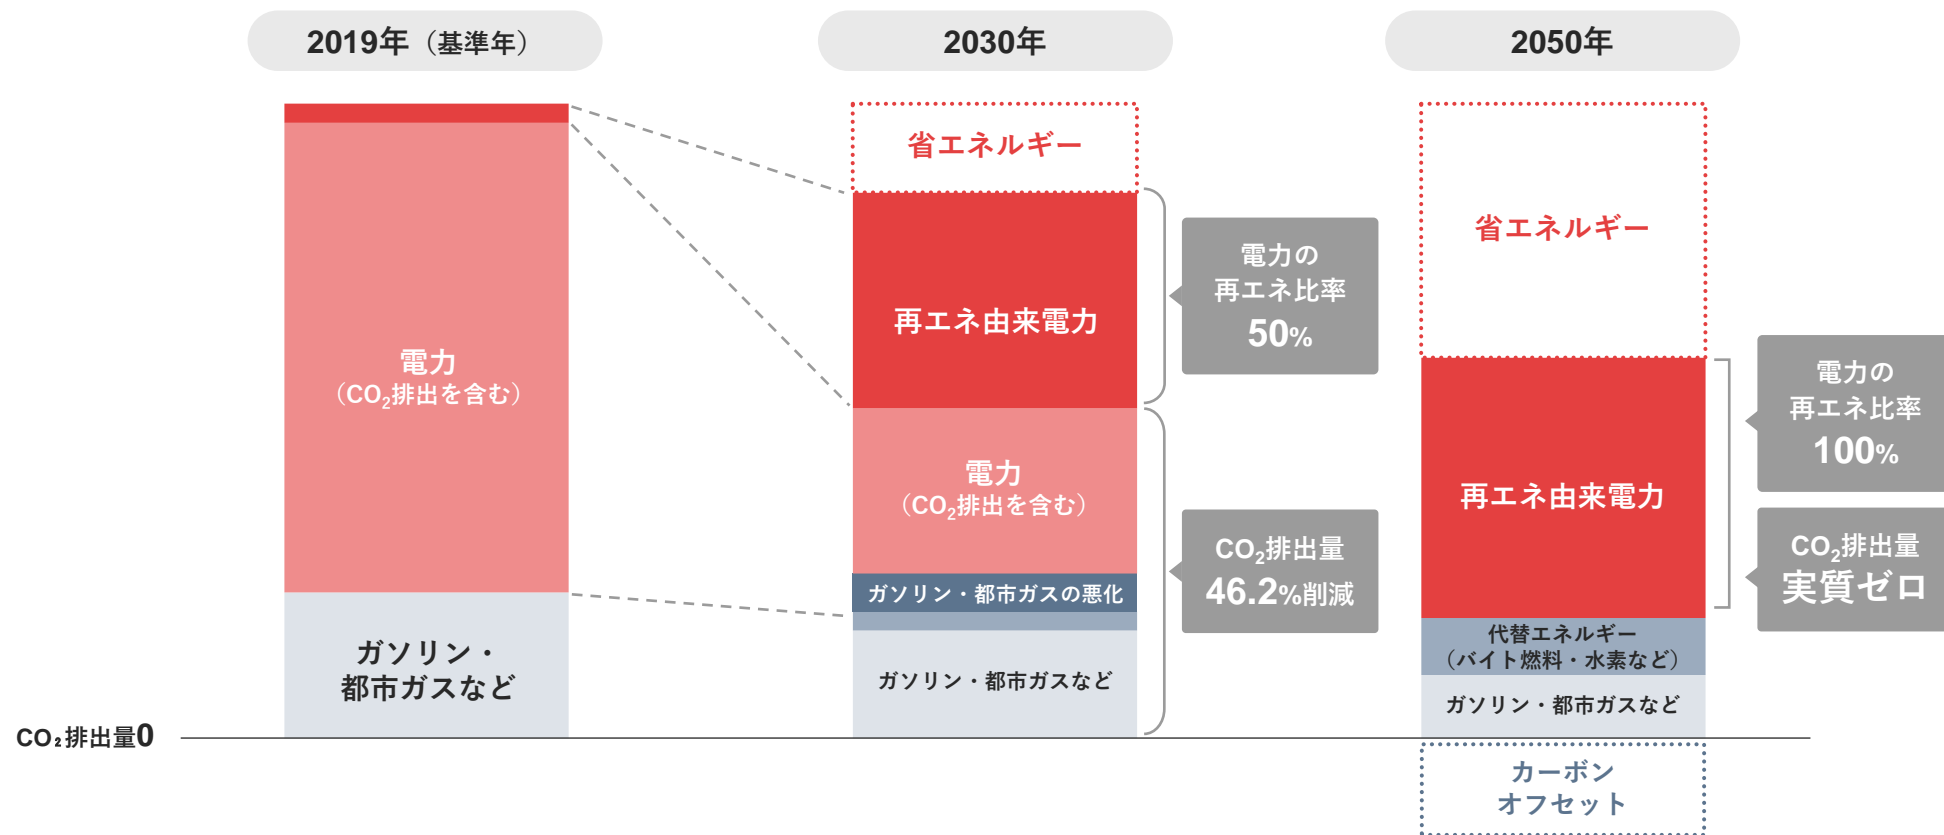 2019年（基準年）
2030年
2050年
電力
（CO₂排出を含む）
ガソリン・
都市ガスなど
省エネルギー
再エネ由来電力
電力
（CO₂排出を含む）
ガソリン・都市ガスの悪化
ガソリン・都市ガスなど
電力の
再エネ比率
50%
CO₂排出量
46.2%削減
省エネルギー
再エネ由来電力
代替エネルギー
（バイト燃料・水素など）
ガソリン・都市ガスなど
電力の
再エネ比率
100%
CO₂排出量
実質ゼロ
CO₂排出量0
カーボン
オフセット